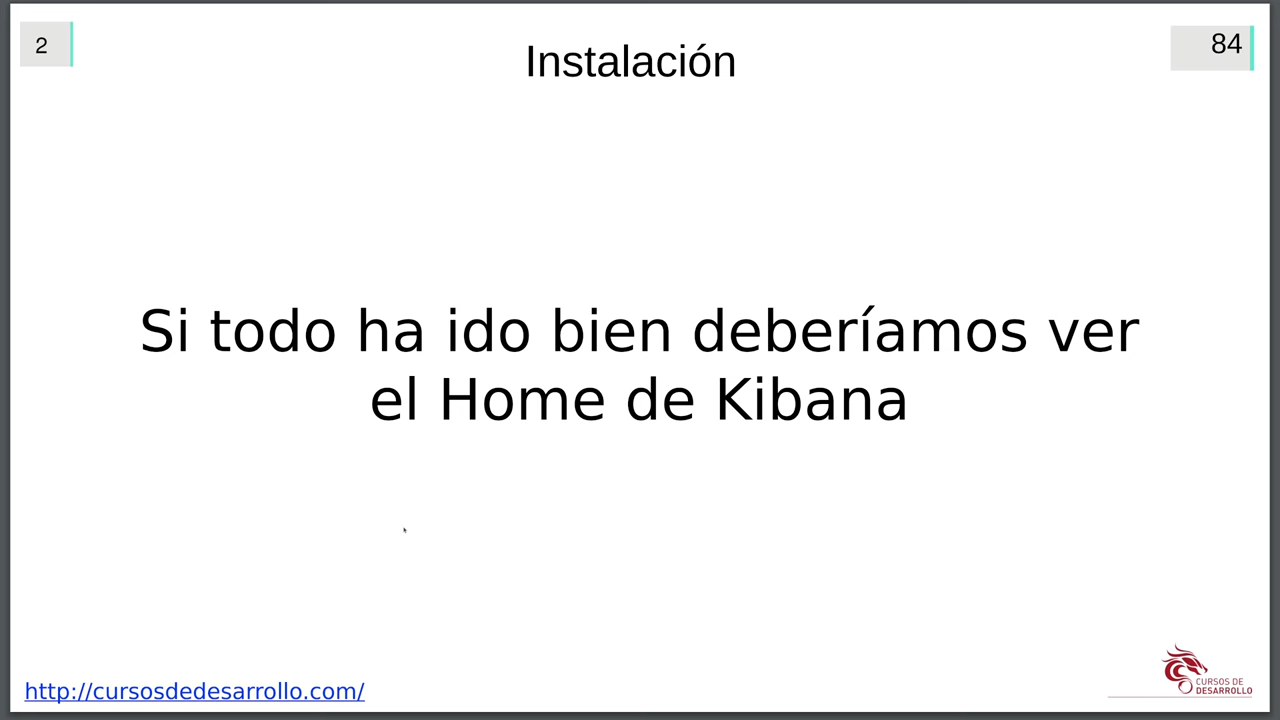 2
Instalación
84
Si todo ha ido bien deberíamos ver
el Home de Kibana
http://cursosdedesarrollo.com/
CURSOS DE
DESARROLLO